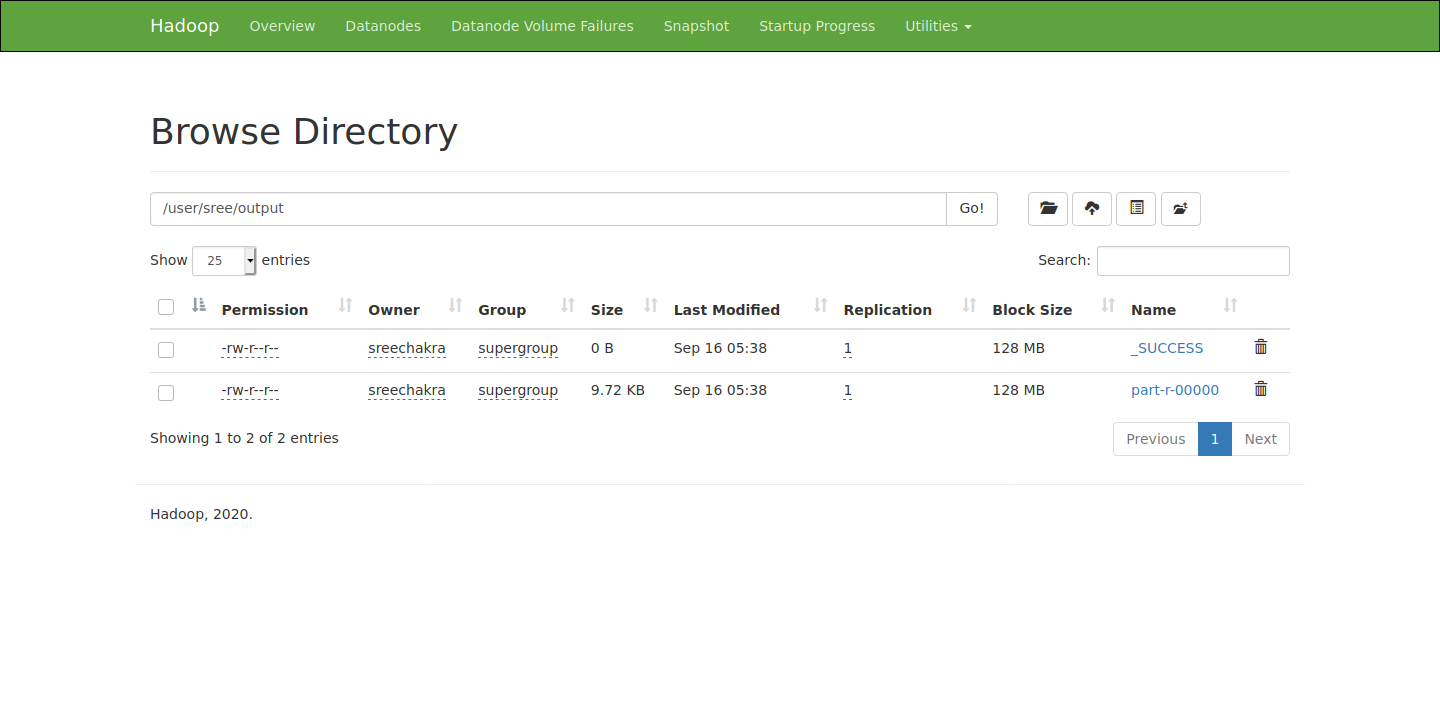 Hadoop Overview Datanodes Datanode Volume Failures Snapshot Startup Progress Utilities
Browse Directory
/user/sree/output Go!
Show 25 entries Search:
Permission Owner Group Size Last Modified Replication Block Size Name
-rw-r--r-- sreechakra supergroup 0 B Sep 16 05:38 1 128 MB _SUCCESS
-rw-r--r-- sreechakra supergroup 9.72 KB Sep 16 05:38 1 128 MB part-r-00000
Showing 1 to 2 of 2 entries Previous 1 Next
Hadoop, 2020.